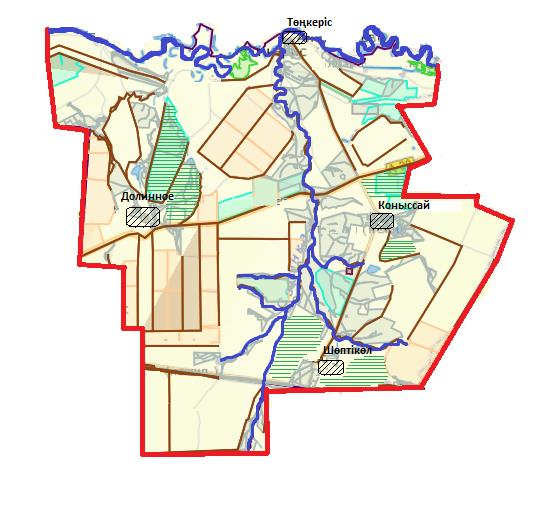 Төңкеріс
Долинное
Коныссай
Шөптікөл